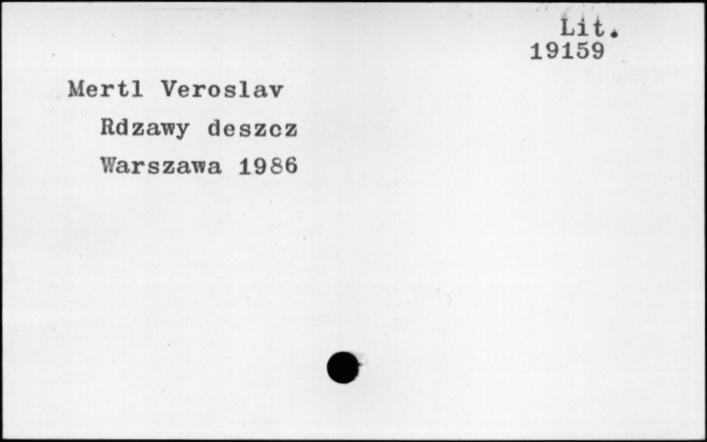 Lit.
19159
Mertl Veroslav
Rdzawy deszcz
Warszawa 1986